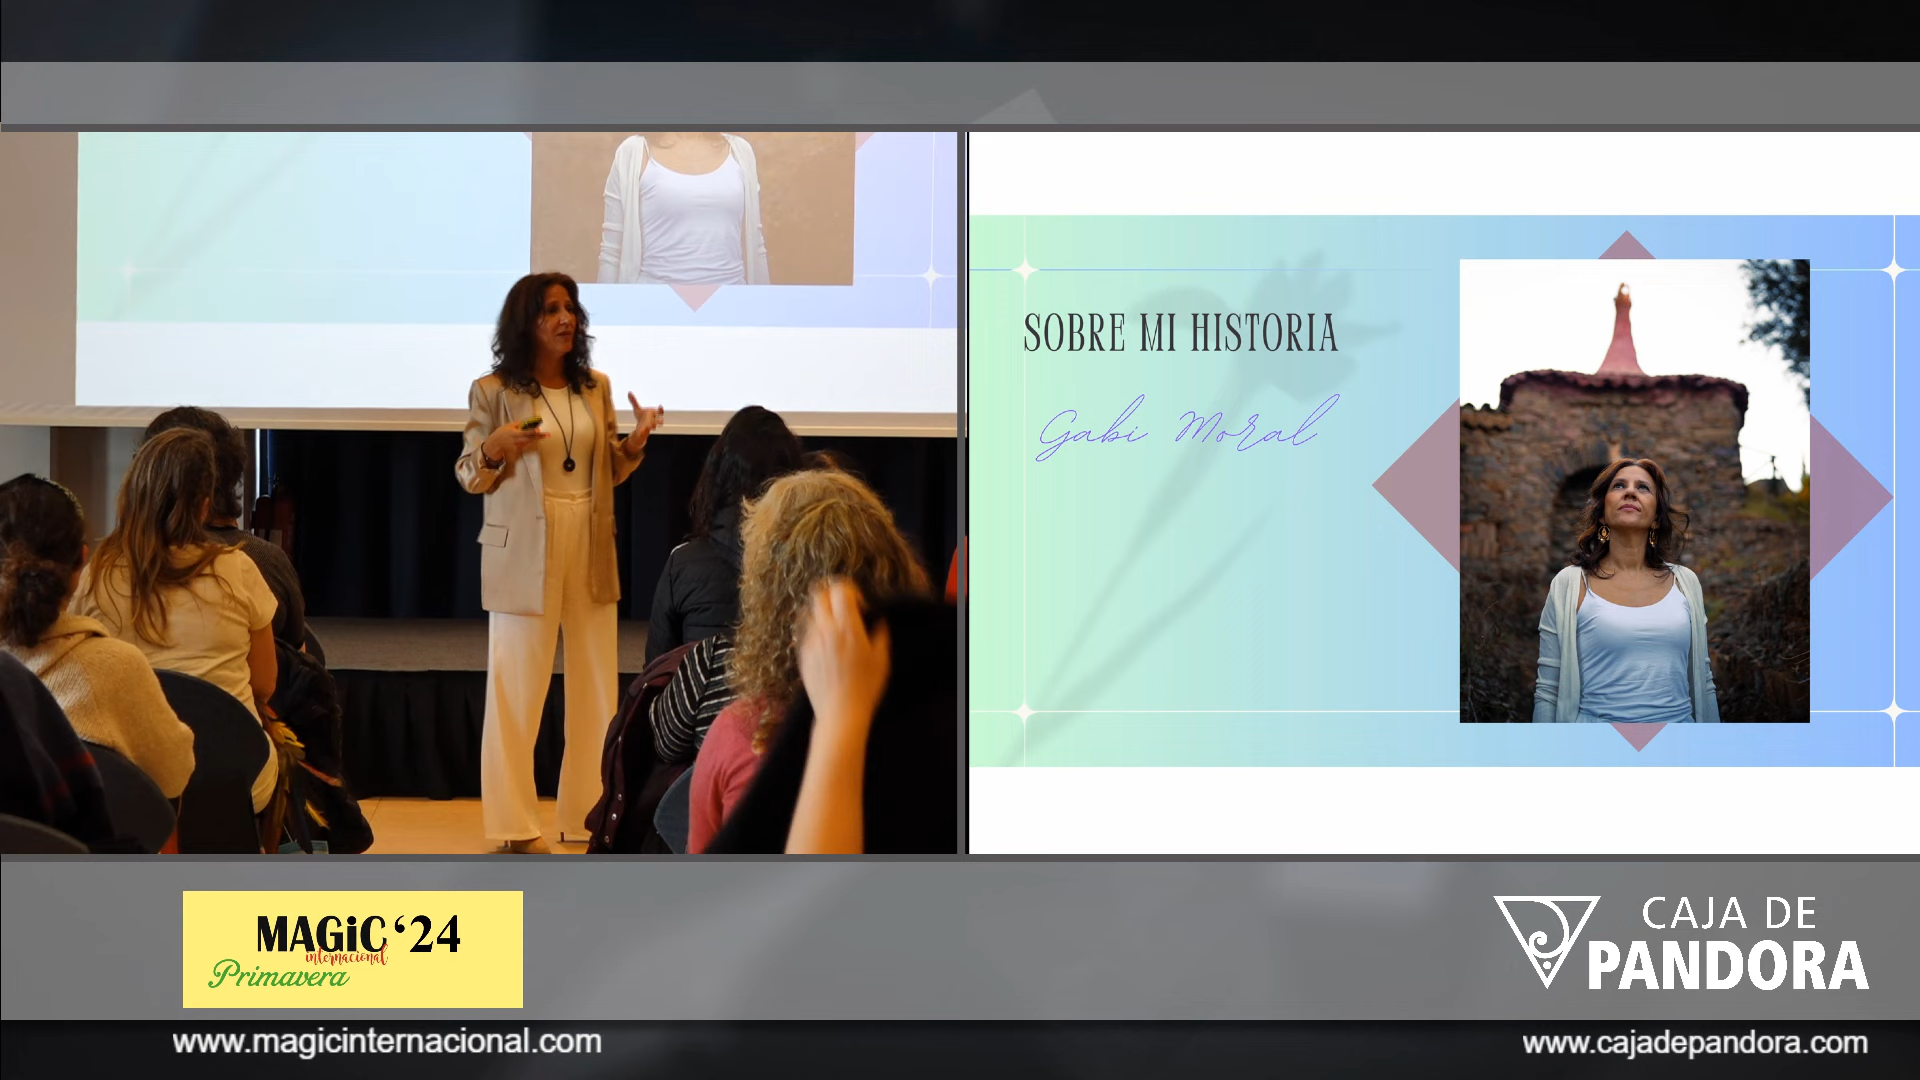 SOBRE MI HISTORIA
Gabi Moral
MAGiC '24
internacional
Primavera
CAJA DE
PANDORA
www.magicinternacional.com
www.cajadepandora.com